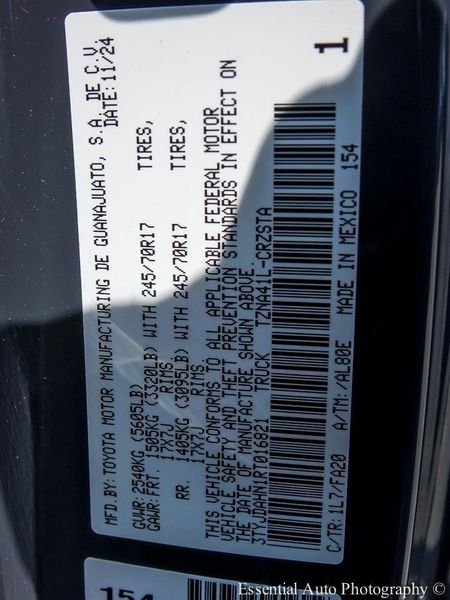 MFD.BY: TOYOTA MOTOR MANUFACTURING DE GUANAJUATO, S.A. DE C.V.
DATE: 11/24
GVWR: 2540KG (5605LB)
GAWR: FRT. 1505KG (3320LB) WITH 245/70R17 TIRES,
17X7J RIMS
RR. 1405KG (3095LB) WITH 245/70R17 TIRES,
17X7J RIMS
THIS VEHICLE CONFORMS TO ALL APPLICABLE FEDERAL MOTOR
VEHICLE SAFETY AND THEFT PREVENTION STANDARDS IN EFFECT ON
THE DATE OF MANUFACTURE SHOWN ABOVE.
3TYJDAHN1RT016821 TRUCK TZNA41L-CRZSTA
C/TR: 1L7/FA20 A/TM: /AL80E MADE IN MEXICO 154
1
154
Essential Auto Photography ©